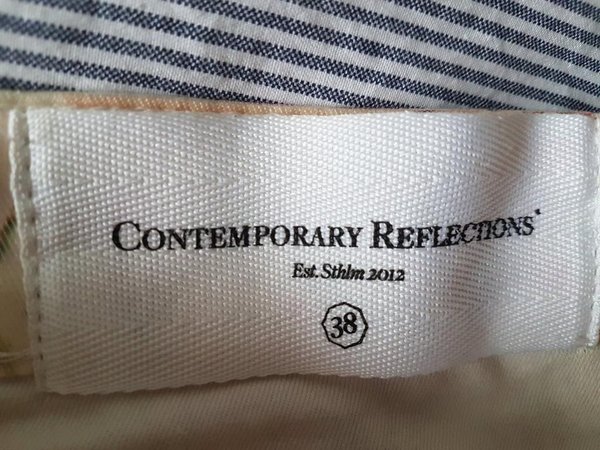 CONTEMPORARY REFLECTIONS*
Est. Sthlm 2012
38